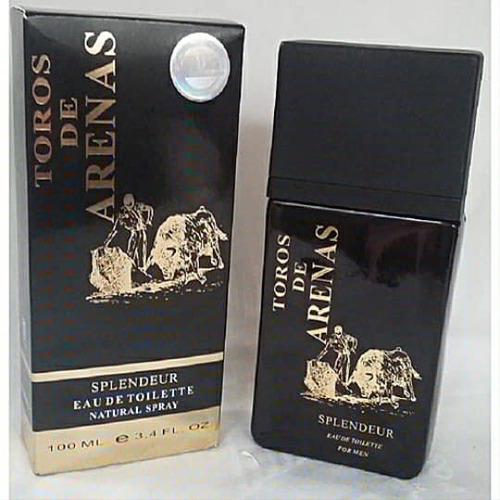 TOROS
DE
ARENAS
SPLENDEUR
EAU DE TOILETTE
NATURAL SPRAY
100 ML e 3.4 FL. OZ
TOROS
DE
ARENAS
SPLENDEUR
EAU DE TOILETTE
FOR MEN